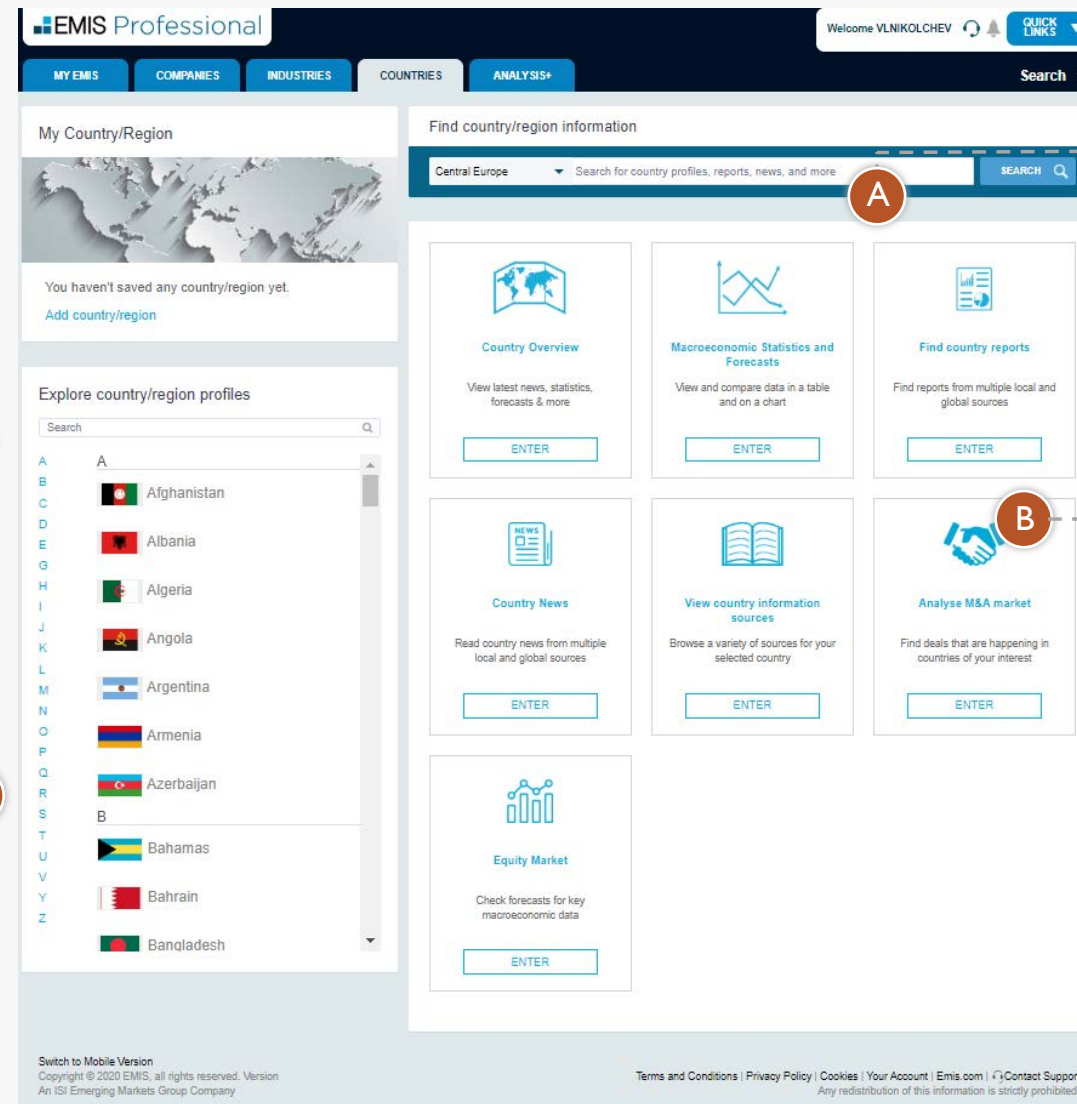 EMIS Professional
Welcome VLNIKOLCHEV
QUICK
LINKS
MY EMIS
COMPANIES
INDUSTRIES
COUNTRIES
ANALYSIS+
Search
My Country/Region
You haven't saved any country/region yet.
Add country/region
Explore country/region profiles
Search
A
B
C
D
E
G
H
I
J
K
L
M
N
O
P
Q
R
S
T
U
V
Y
Z
A
Afghanistan
Albania
Algeria
Angola
Argentina
Armenia
Azerbaijan
B
Bahamas
Bahrain
Bangladesh
Find country/region information
Central Europe
Search for country profiles, reports, news, and more
SEARCH
A
Country Overview
View latest news, statistics,
forecasts & more
ENTER
Macroeconomic Statistics and
Forecasts
View and compare data in a table
and on a chart
ENTER
Find country reports
Find reports from multiple local and
global sources
ENTER
NEWS
Country News
Read country news from multiple
local and global sources
ENTER
View country information
sources
Browse a variety of sources for your
selected country
ENTER
B
Analyse M&A market
Find deals that are happening in
countries of your interest
ENTER
Equity Market
Check forecasts for key
macroeconomic data
ENTER
Switch to Mobile Version
Copyright © 2020 EMIS, all rights reserved. Version
An ISI Emerging Markets Group Company
Terms and Conditions | Privacy Policy | Cookies | Your Account | Emis.com | Contact Suppor
Any redistribution of this information is strictly prohibited